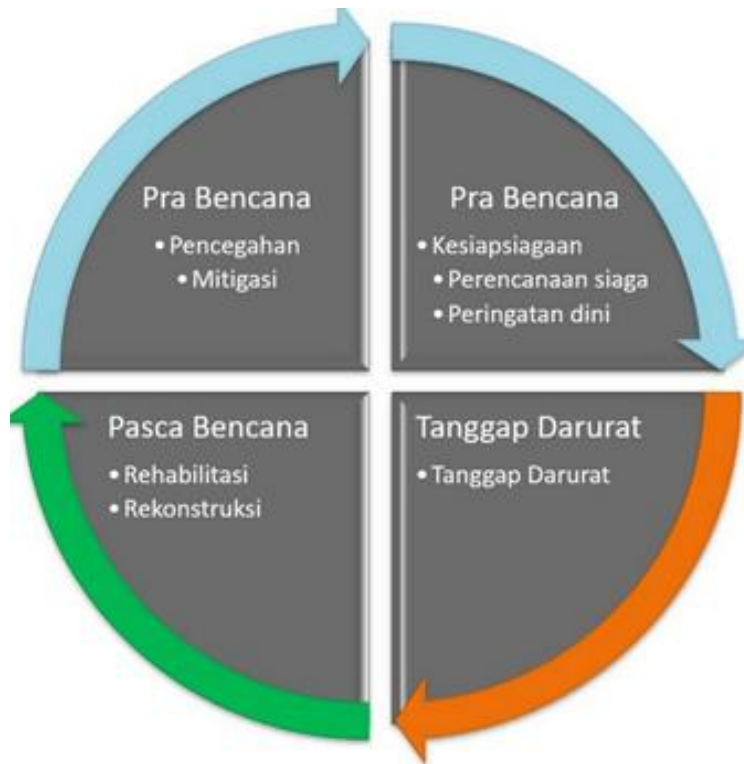 Pra Bencana
• Pencegahan
• Mitigasi
Pra Bencana
• Kesiapsiagaan
• Perencanaan siaga
• Peringatan dini
Pasca Bencana
• Rehabilitasi
• Rekonstruksi
Tanggap Darurat
• Tanggap Darurat